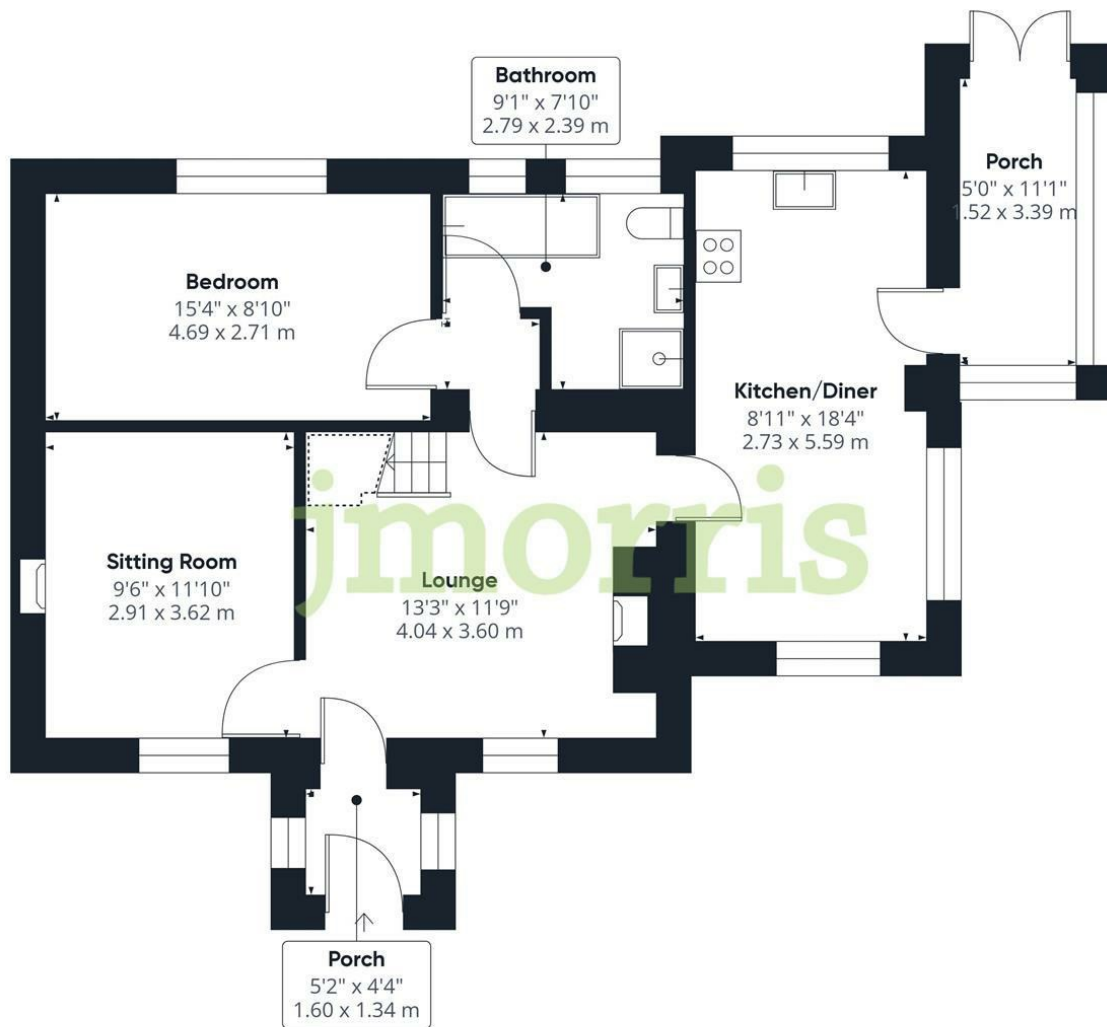 Bathroom
9'1" x 7'10"
2.79 x 2.39 m
Porch
5'0" x 11'1"
1.52 x 3.39 m
Bedroom
15'4" x 8'10"
4.69 x 2.71 m
Kitchen/Diner
8'11" x 18'4"
2.73 x 5.59 m
Sitting Room
9'6" x 11'10"
2.91 x 3.62 m
Lounge
13'3" x 11'9"
4.04 x 3.60 m
jmorris
Porch
5'2" x 4'4"
1.60 x 1.34 m